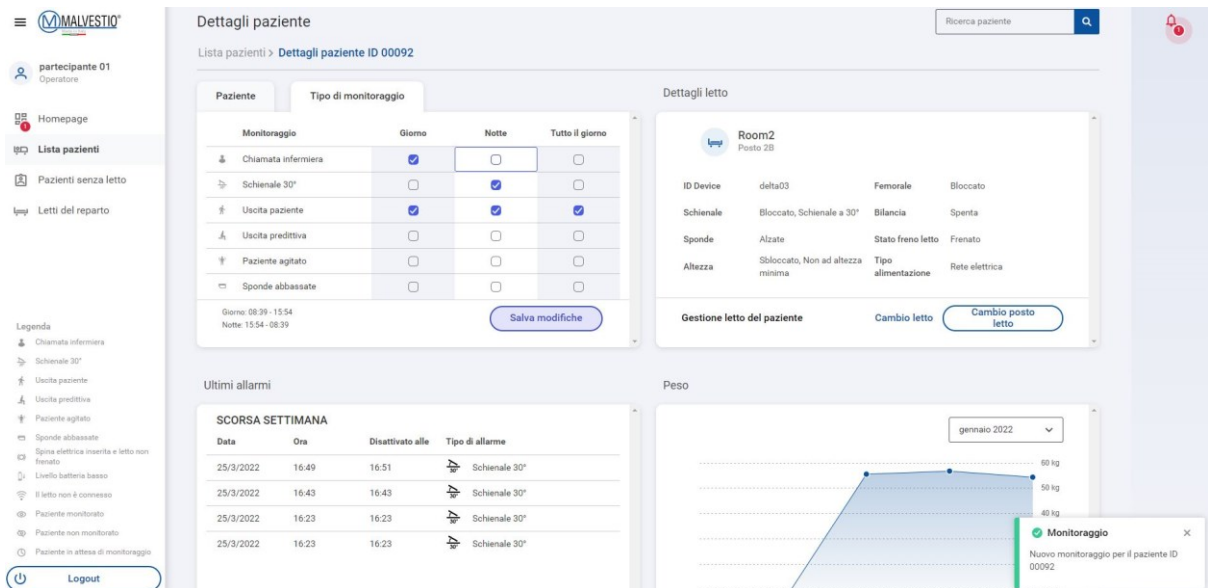 MALVESTIO®
partecipante 01
Operatore
1
Homepage
Lista pazienti
Pazienti senza letto
Letti del reparto
Legenda
Chiamata infermiera
Schienale 30°
Uscita paziente
Uscita predittiva
Paziente agitato
Sponde abbassate
Spina elettrica inserita e letto non
frenato
Livello batteria basso
Il letto non è connesso
Paziente monitorato
Paziente non monitorato
Paziente in attesa di monitoraggio
Logout
Dettagli paziente
Ricerca paziente
1
Lista pazienti > Dettagli paziente ID 00092
Paziente Tipo di monitoraggio
Monitoraggio Giorno Notte Tutto il giorno
Chiamata infermiera
Schienale 30°
Uscita paziente
Uscita predittiva
Paziente agitato
Sponde abbassate
Giorno: 08:39 - 15:54
Notte: 15:54 - 08:39
Salva modifiche
Dettagli letto
Room2
Posto 2B
ID Device delta03 Femorale Bloccato
Schienale Bloccato, Schienale a 30° Bilancia Spenta
Sponde Alzate Stato freno letto Frenato
Altezza Sbloccato, Non ad altezza
minima
Tipo
alimentazione
Rete elettrica
Gestione letto del paziente Cambio letto Cambio posto
letto
Ultimi allarmi
SCORSA SETTIMANA
Data Ora Disattivato alle Tipo di allarme
25/3/2022 16:49 16:51 30° Schienale 30°
25/3/2022 16:43 16:43 30° Schienale 30°
25/3/2022 16:23 16:23 30° Schienale 30°
25/3/2022 16:23 16:23 30° Schienale 30°
Peso
gennaio 2022
60 kg
50 kg
40 kg
Monitoraggio
Nuovo monitoraggio per il paziente ID
00092